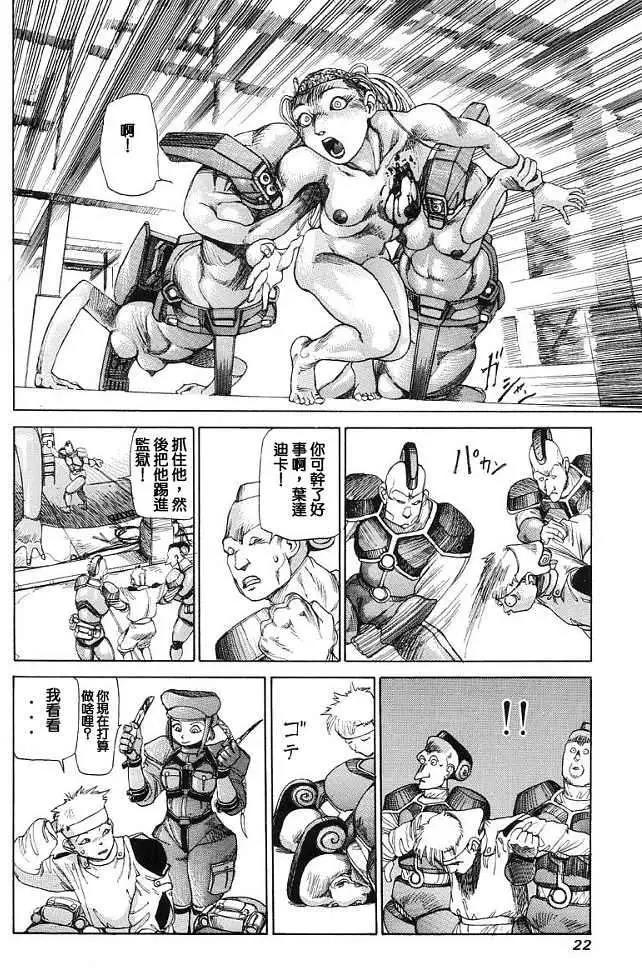 啊！
ガシャン
パカン
你可幹了好
事啊，葉達
迪卡！
抓住他，然
後把他踢進
監獄！
！！
ゴテ
你現在打算
做啥哩？
我看看
．．．
22